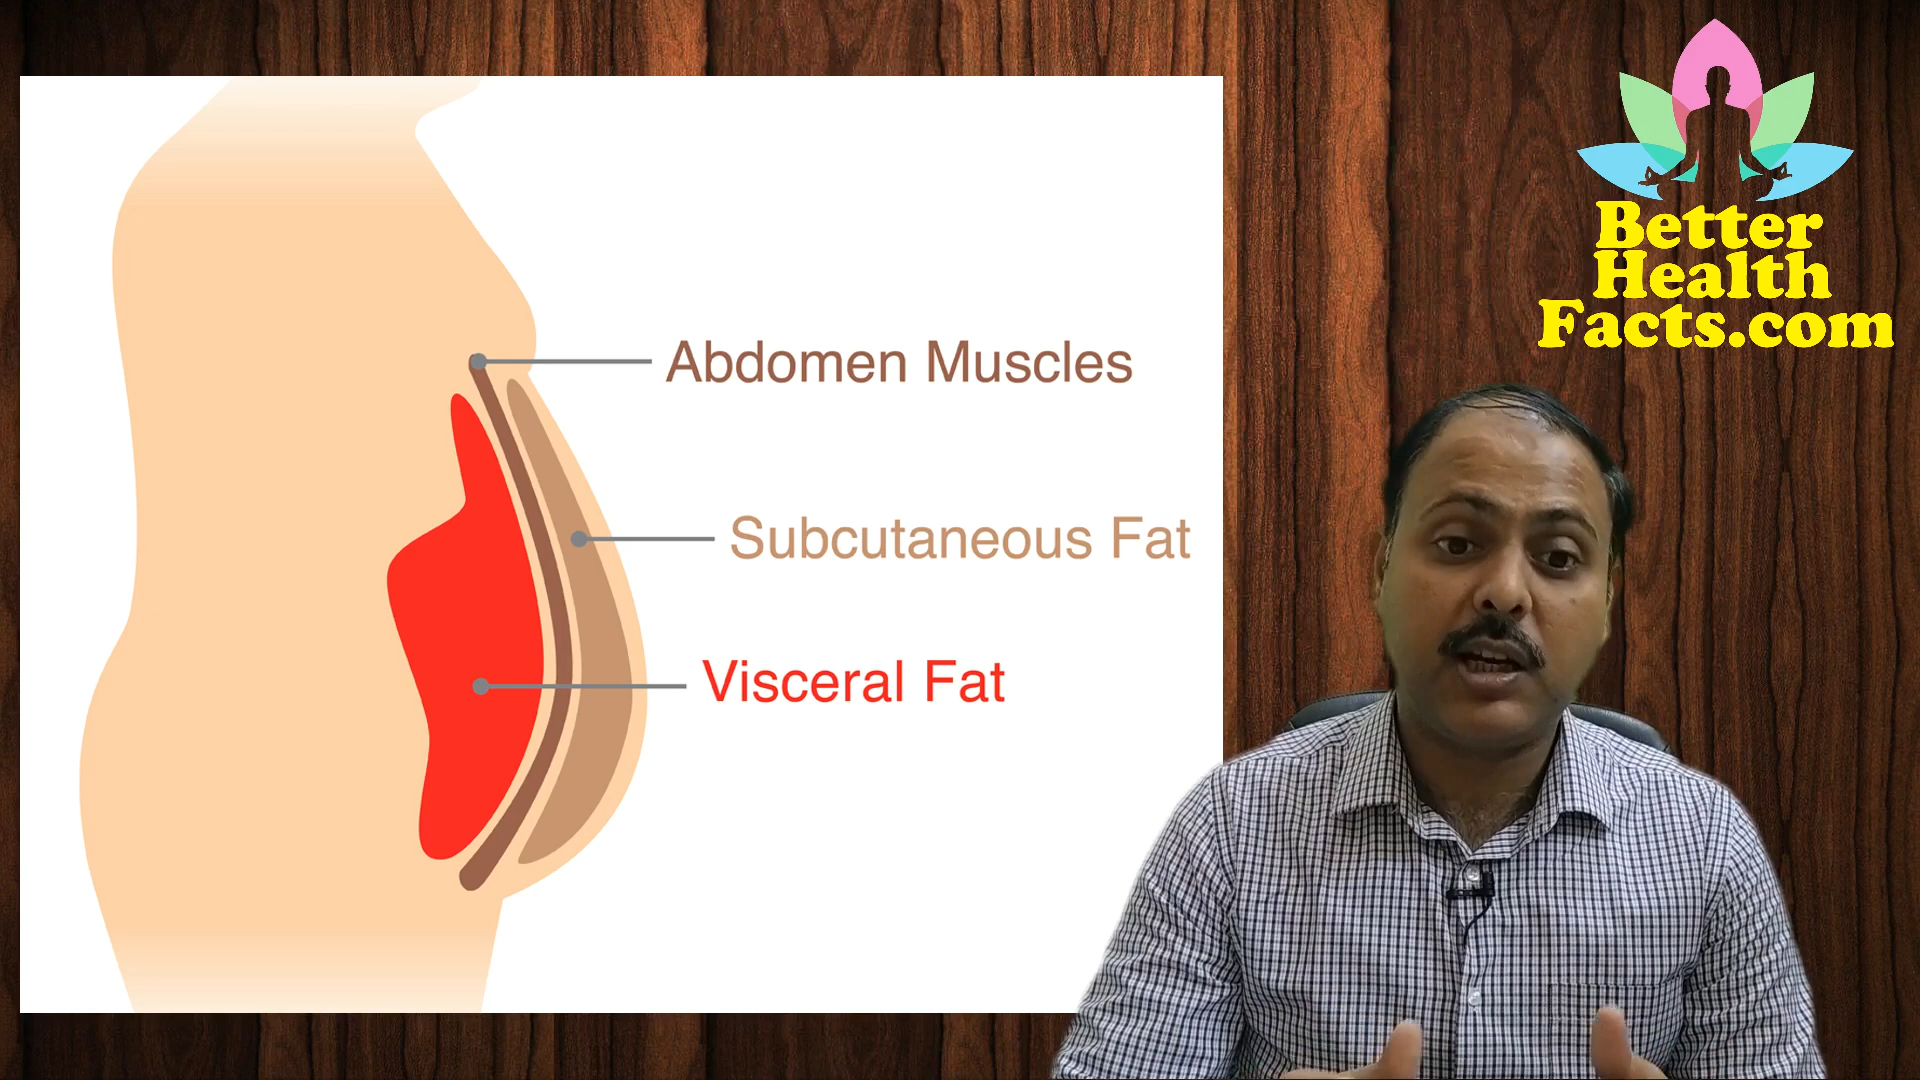 Abdomen Muscles
Subcutaneous Fat
Visceral Fat
Better
Health
Facts.com